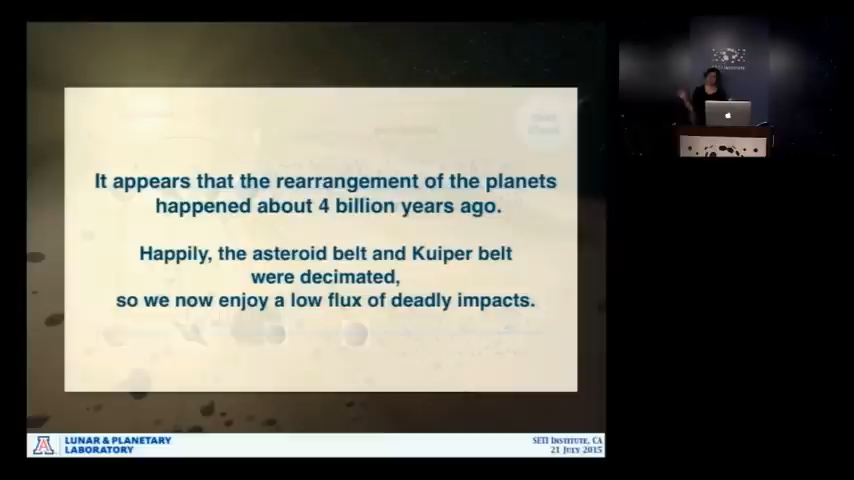 It appears that the rearrangement of the planets
happened about 4 billion years ago.
Happily, the asteroid belt and Kuiper belt
were decimated,
so we now enjoy a low flux of deadly impacts.
A
LUNAR & PLANETARY
LABORATORY
SETI INSTITUTE, CA
21 JULY 2015
SETI INSTITUTE